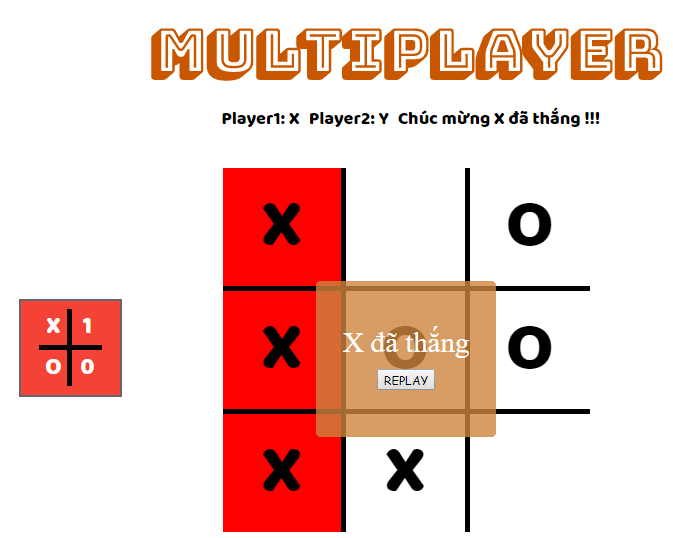 MULTIPLAYER
Player1: X Player2: Y Chúc mừng X đã thắng !!!
X O
X 1
O 0
X O O
X đã thắng
REPLAY
X X